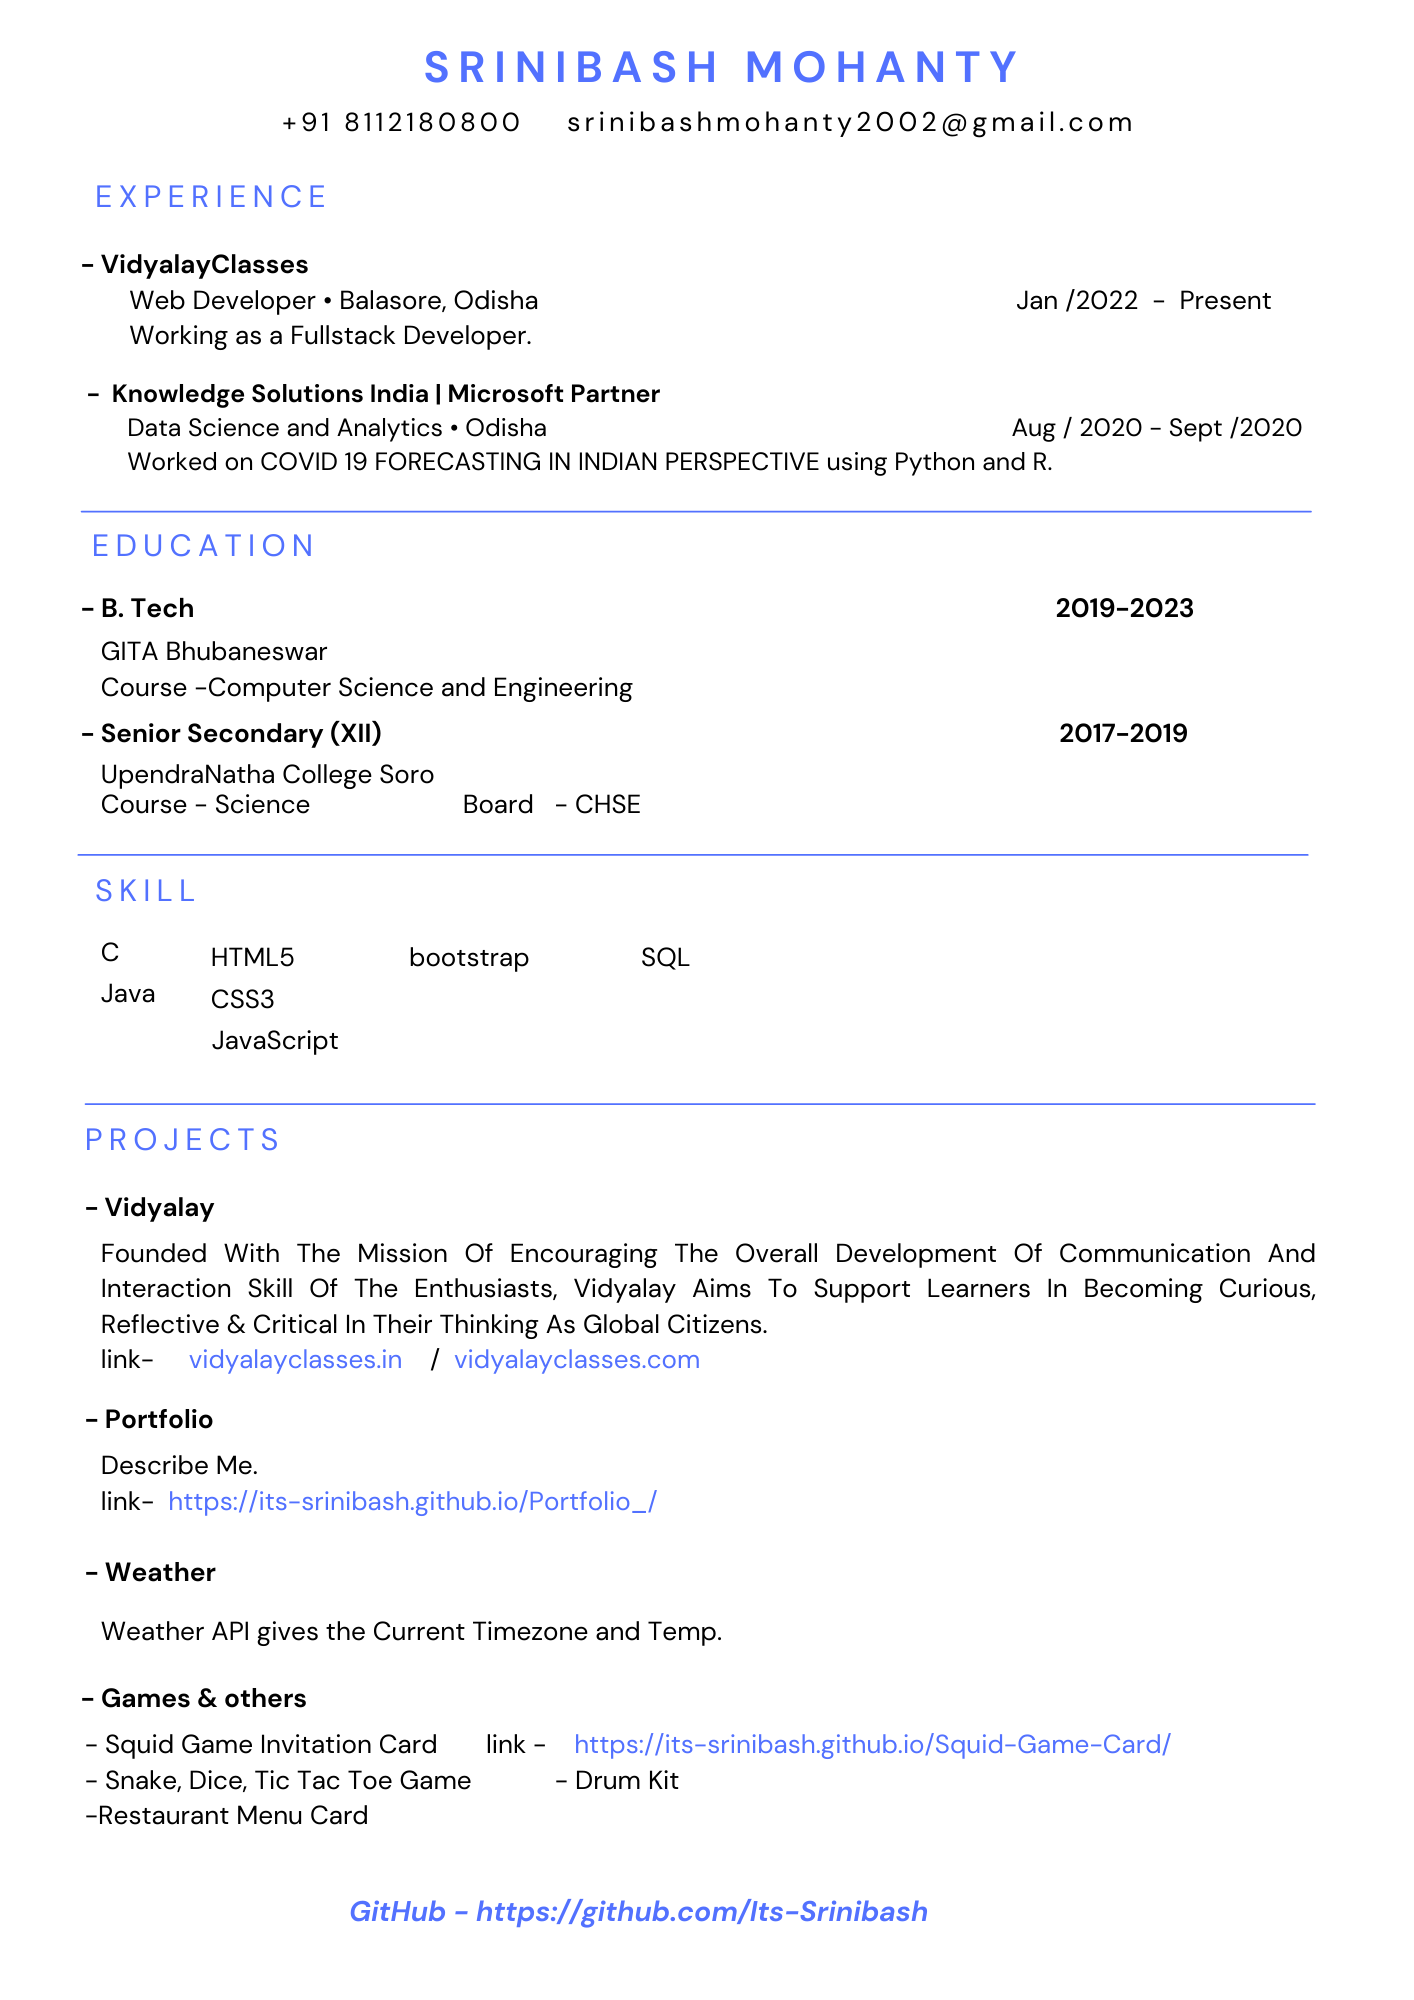 SRINIBASH MOHANTY
+91 8112180800 srinibashmohanty2002@gmail.com
EXPERIENCE
- VidyalayClasses
Web Developer • Balasore, Odisha Jan /2022 - Present
Working as a Fullstack Developer.
- Knowledge Solutions India | Microsoft Partner
Data Science and Analytics • Odisha Aug / 2020 - Sept /2020
Worked on COVID 19 FORECASTING IN INDIAN PERSPECTIVE using Python and R.
EDUCATION
- B. Tech 2019-2023
GITA Bhubaneswar
Course -Computer Science and Engineering
- Senior Secondary (XII) 2017-2019
UpendraNatha College Soro
Course - Science Board - CHSE
SKILL
C HTML5 bootstrap SQL
Java CSS3
JavaScript
PROJECTS
- Vidyalay
Founded With The Mission Of Encouraging The Overall Development Of Communication And
Interaction Skill Of The Enthusiasts, Vidyalay Aims To Support Learners In Becoming Curious,
Reflective & Critical In Their Thinking As Global Citizens.
link- vidyalayclasses.in / vidyalayclasses.com
- Portfolio
Describe Me.
link- https://its-srinibash.github.io/Portfolio_/
- Weather
Weather API gives the Current Timezone and Temp.
- Games & others
- Squid Game Invitation Card link - https://its-srinibash.github.io/Squid-Game-Card/
- Snake, Dice, Tic Tac Toe Game - Drum Kit
-Restaurant Menu Card
GitHub - https://github.com/Its-Srinibash